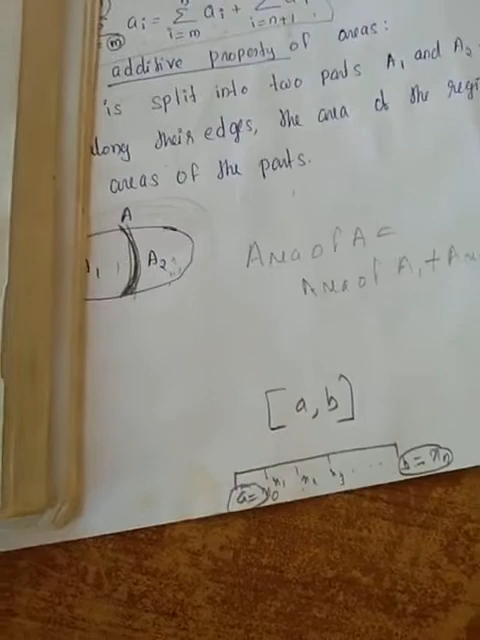 aᵢ = Σ aᵢ + Σ
i=m i=n+1
m
additive property of areas:
is split into two parts A₁ and A₂
along their edges, the area of the
areas of the parts.
A
A₂
Area of A =
Area of A₁ +
[a, b]
a = x₀ x₁ x₂ x₃ ... b = xₙ